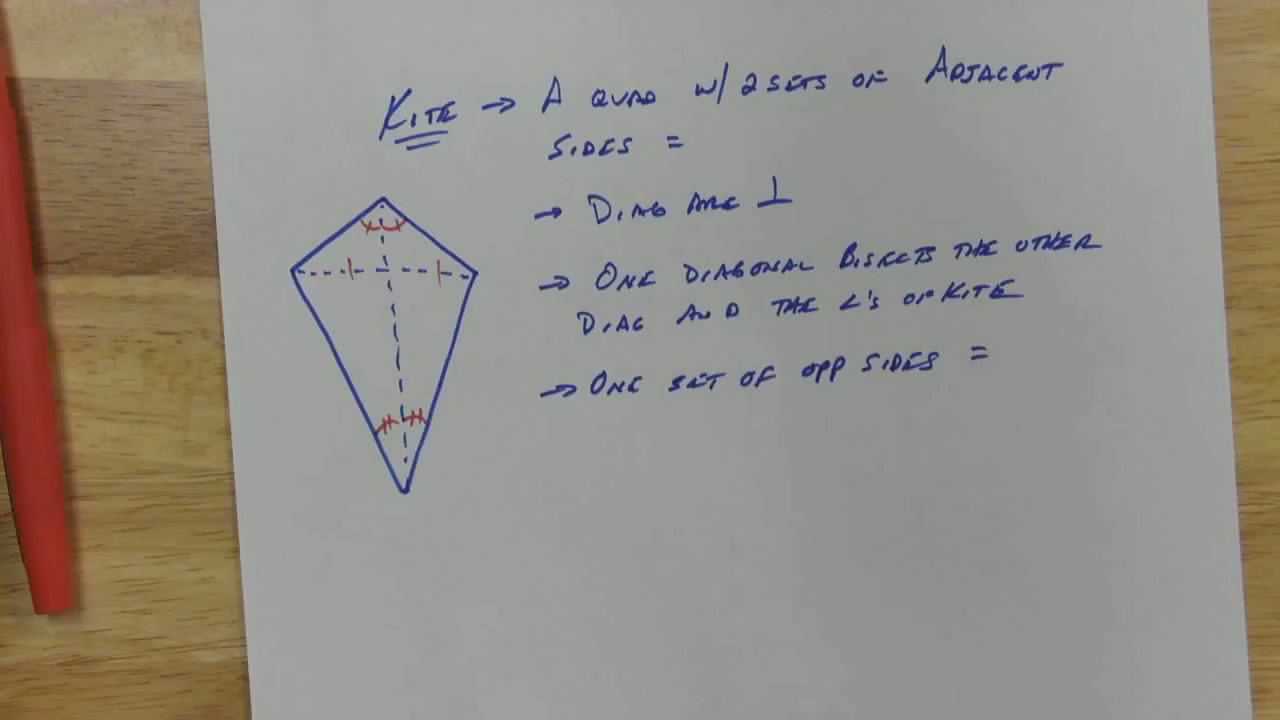 KITE → A QUAD W/ 2 SETS OF ADJACENT
SIDES =
→ DIAG ARE ⊥
→ ONE DIAGONAL BISECTS THE OTHER
DIAG AND THE ∠'S OF KITE
→ ONE SET OF OPP SIDES =